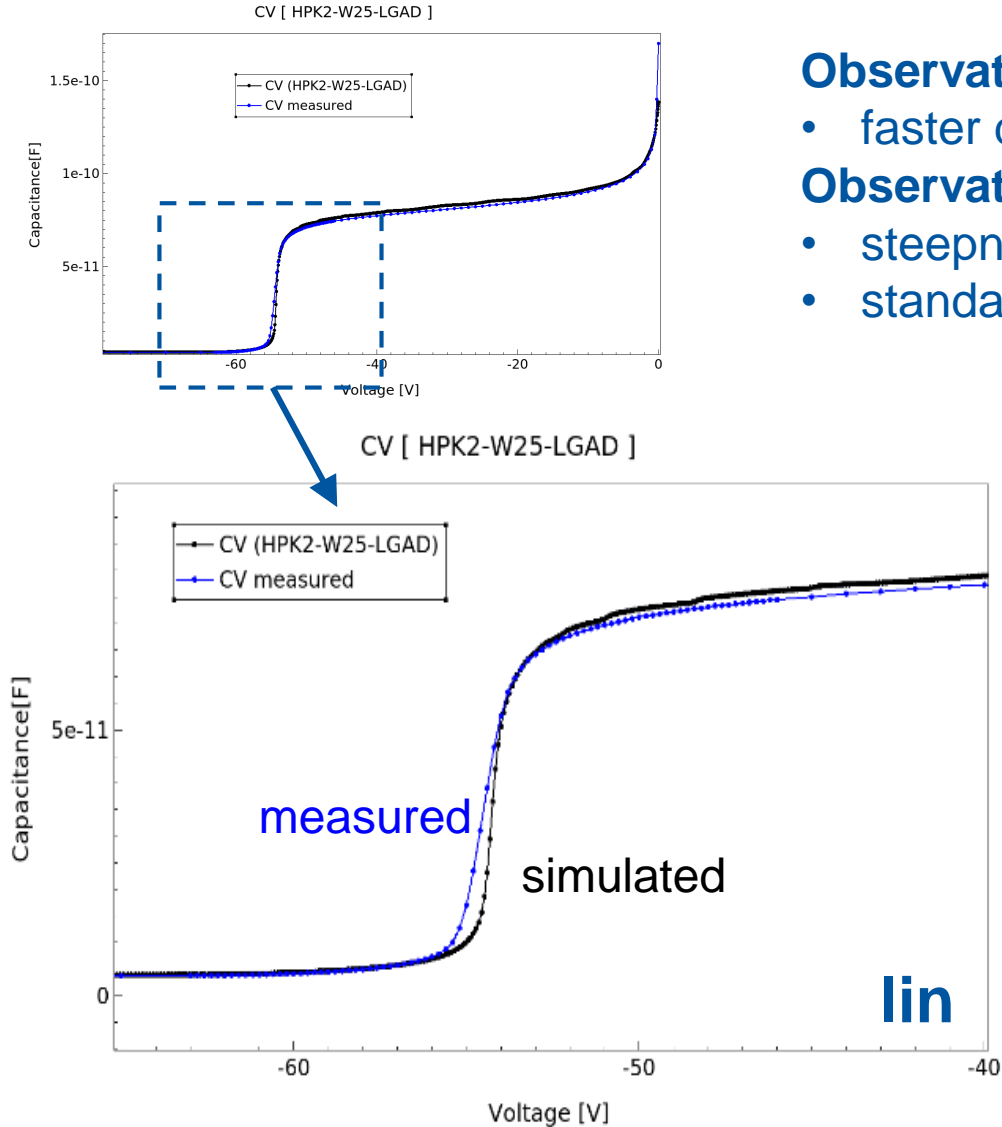 CV [ HPK2-W25-LGAD ]
1.5e-10
CV (HPK2-W25-LGAD)
CV measured
1e-10
Capacitance[F]
5e-11
-60
-40
-20
0
Voltage [V]
Observat
• faster
Observat
• steepn
• standa
CV [ HPK2-W25-LGAD ]
CV (HPK2-W25-LGAD)
CV measured
Capacitance[F]
5e-11
measured
simulated
0
lin
-60
-50
-40
Voltage [V]